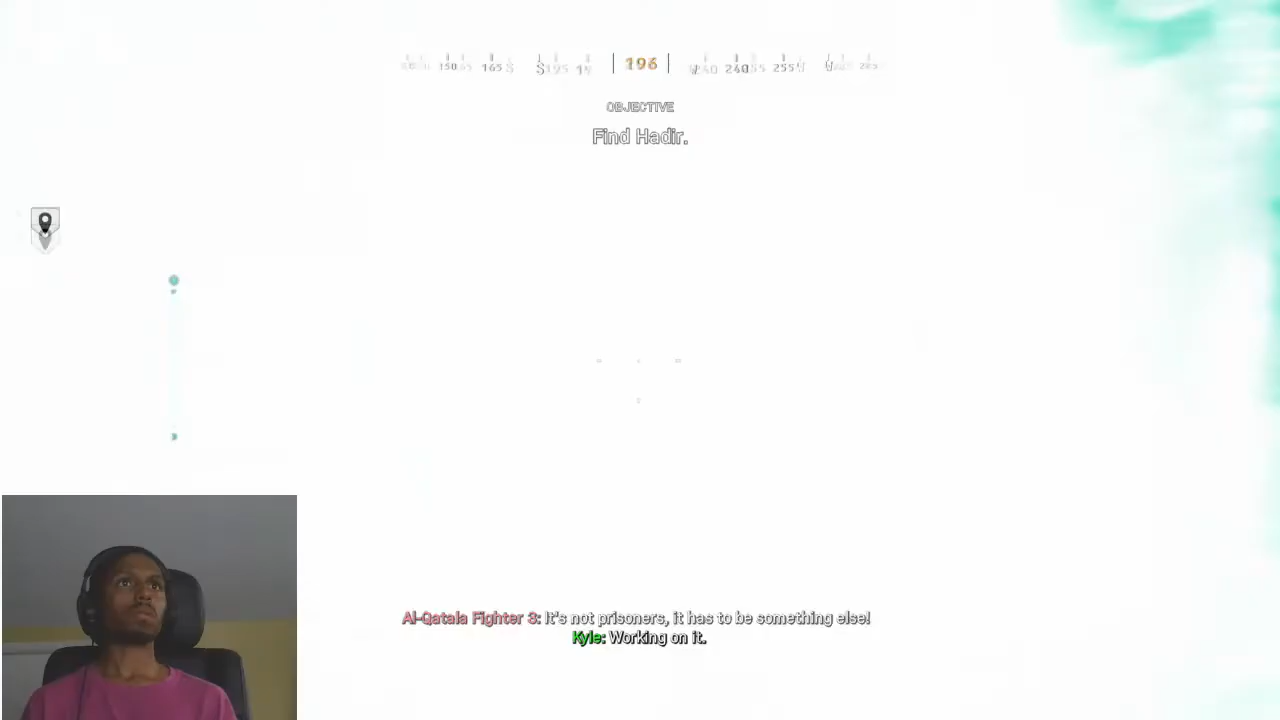 196
OBJECTIVE
Find Hadir.
Al-Qatala Fighter 3: It's not prisoners, it has to be something else!
Kyle: Working on it.